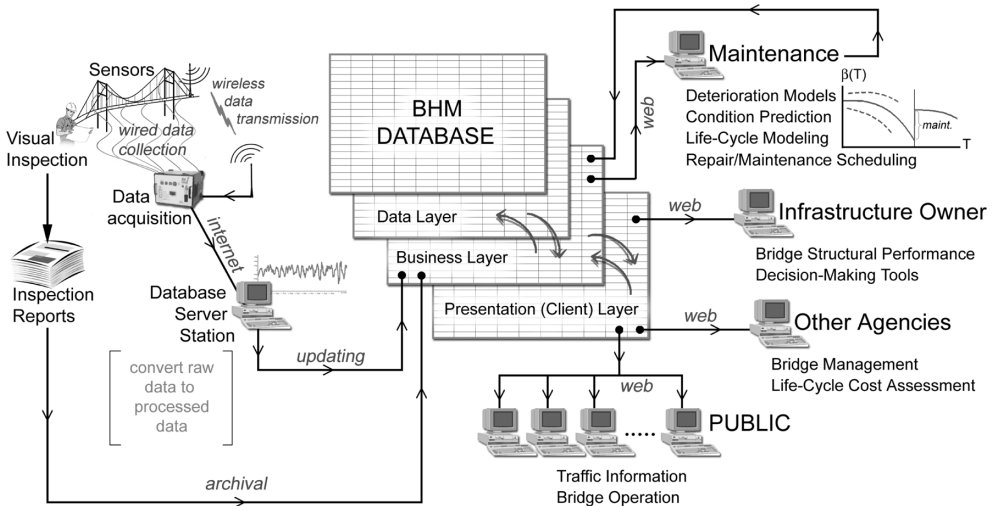 Sensors
wireless
data
transmission
wired data
collection
Visual
Inspection
Data
acquisition
internet
Inspection
Reports
Database
Server
Station
convert raw
data to
processed
data
updating
archival
BHM
DATABASE
Data Layer
Business Layer
Presentation (Client) Layer
web
Maintenance
Deterioration Models
Condition Prediction
Life-Cycle Modeling
Repair/Maintenance Scheduling
β(T)
maint.
T
web
Infrastructure Owner
Bridge Structural Performance
Decision-Making Tools
web
Other Agencies
Bridge Management
Life-Cycle Cost Assessment
web
PUBLIC
Traffic Information
Bridge Operation